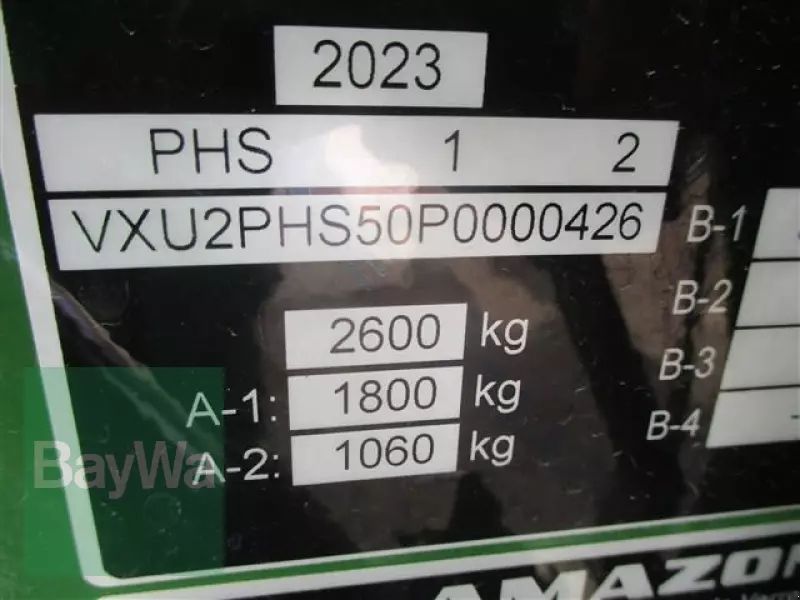 2023
PHS 1 2
VXU2PHS50P0000426
B-1
B-2
2600 kg
B-3
A-1: 1800 kg
B-4
A-2: 1060 kg
BayWa